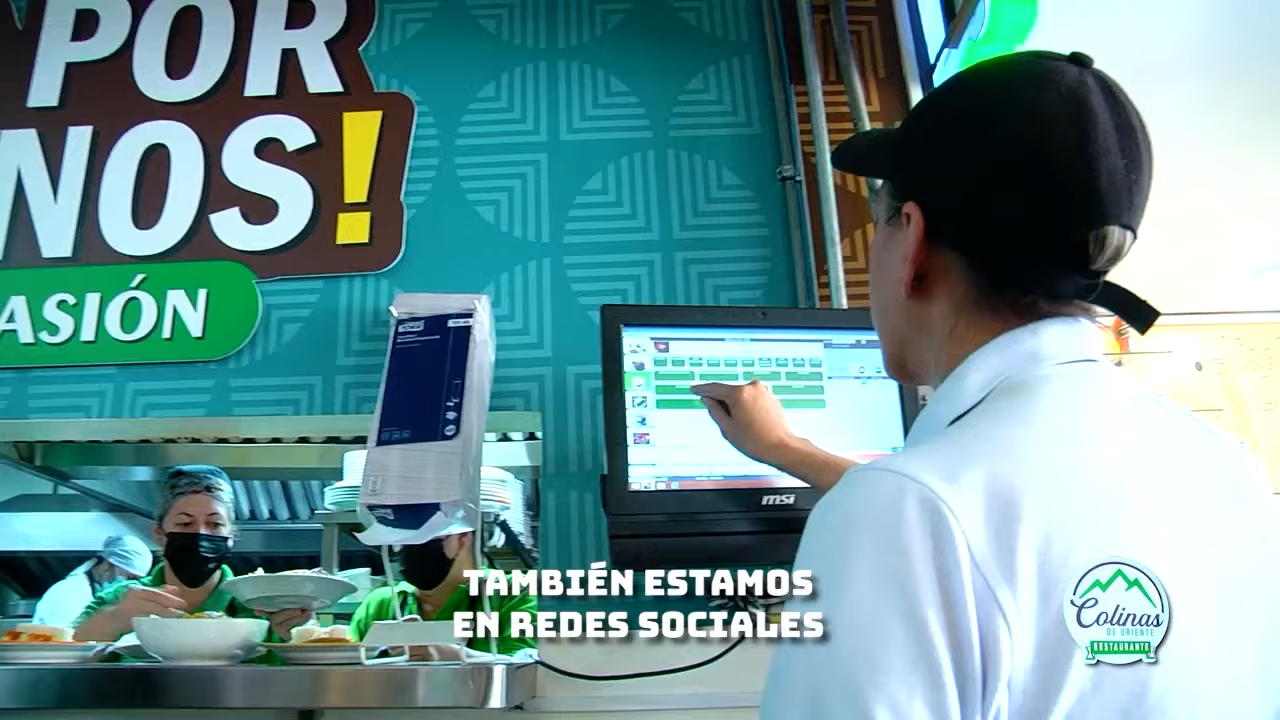 POR
NOS!
ASIÓN
msi
TAMBIÉN ESTAMOS
EN REDES SOCIALES
Colinas
DE ORIENTE
RESTAURANTE